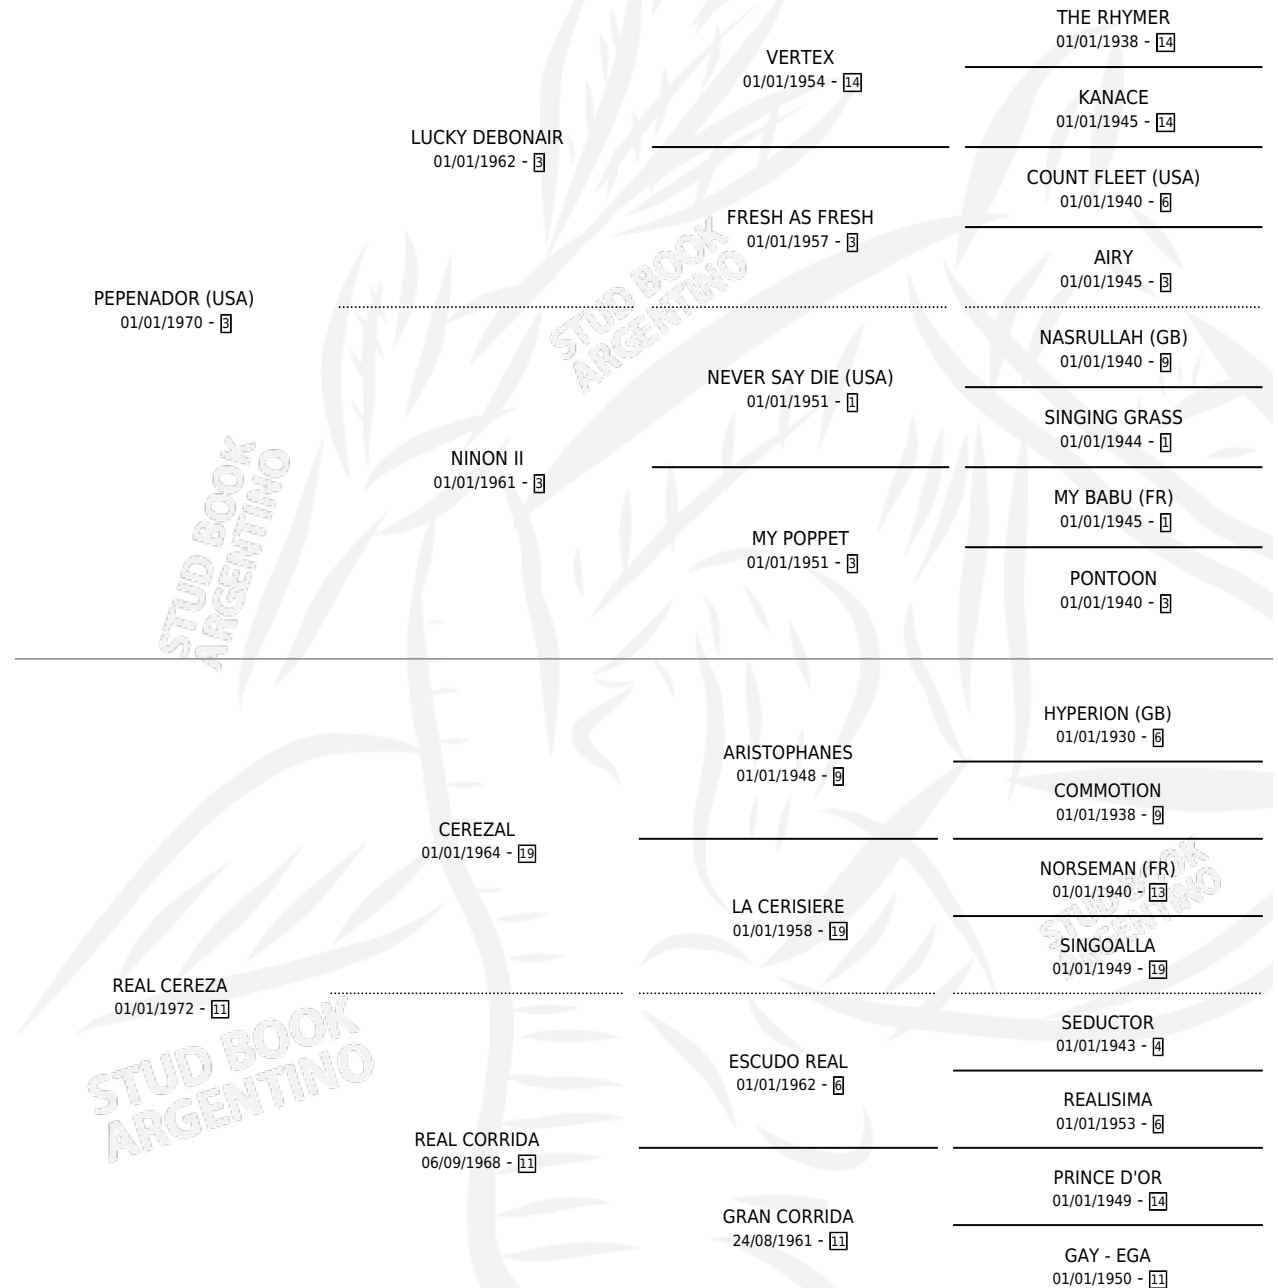 THE RHYMER
01/01/1938 - 14
VERTEX
01/01/1954 - 14
KANACE
01/01/1945 - 14
LUCKY DEBONAIR
01/01/1962 - 3
COUNT FLEET (USA)
01/01/1940 - 6
FRESH AS FRESH
01/01/1957 - 3
AIRY
01/01/1945 - 3
PEPENADOR (USA)
01/01/1970 - 3
NASRULLAH (GB)
01/01/1940 - 9
NEVER SAY DIE (USA)
01/01/1951 - 1
SINGING GRASS
01/01/1944 - 1
NINON II
01/01/1961 - 3
MY BABU (FR)
01/01/1945 - 1
MY POPPET
01/01/1951 - 3
PONTOON
01/01/1940 - 3
HYPERION (GB)
01/01/1930 - 6
ARISTOPHANES
01/01/1948 - 9
COMMOTION
01/01/1938 - 9
CEREZAL
01/01/1964 - 19
NORSEMAN (FR)
01/01/1940 - 13
LA CERISIERE
01/01/1958 - 19
SINGOALLA
01/01/1949 - 19
REAL CEREZA
01/01/1972 - 11
SEDUCTOR
01/01/1943 - 4
ESCUDO REAL
01/01/1962 - 6
REALISIMA
01/01/1953 - 6
REAL CORRIDA
06/09/1968 - 11
PRINCE D'OR
01/01/1949 - 14
GRAN CORRIDA
24/08/1961 - 11
GAY - EGA
01/01/1950 - 11
STUD BOOK
ARGENTINO
STUD BOOK
ARGENTINO
STUD BOOK
ARGENTINO
STUD BOOK
ARGENTINO